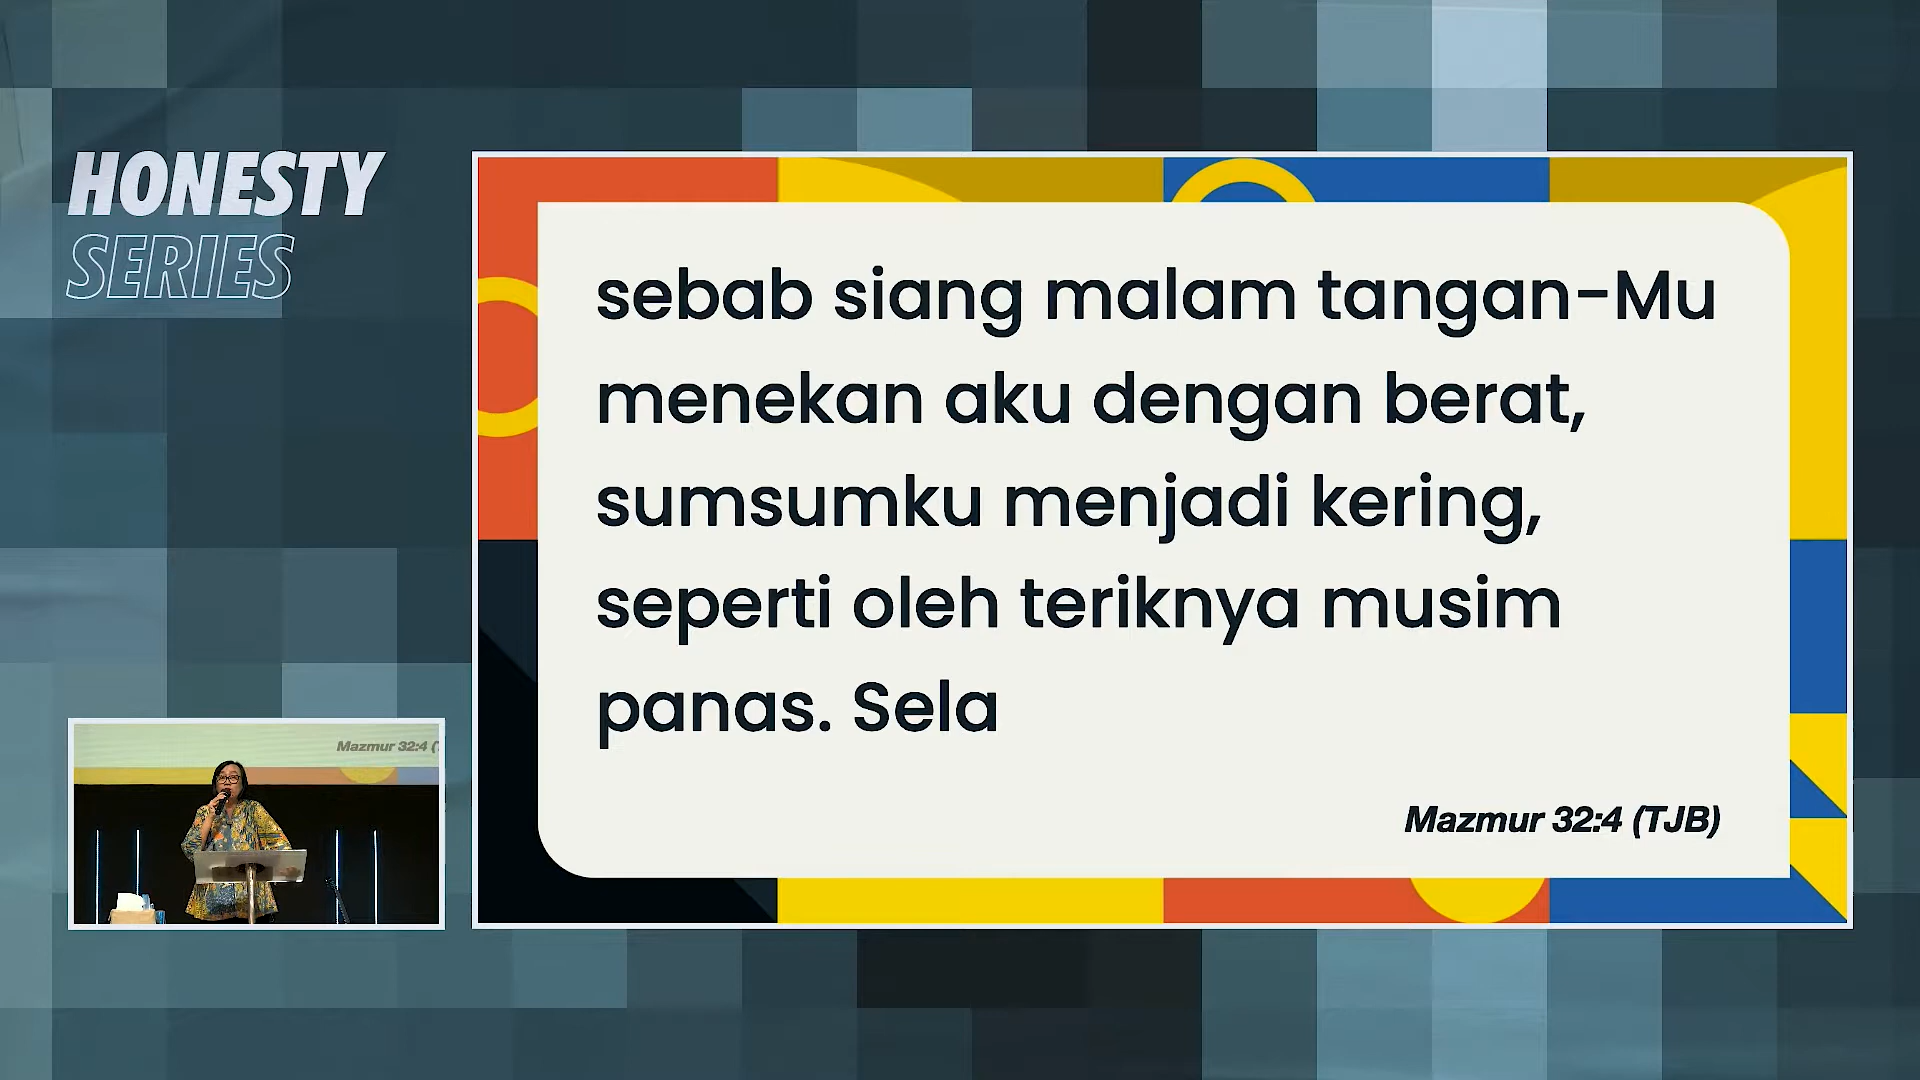 HONESTY
SERIES
sebab siang malam tangan-Mu
menekan aku dengan berat,
sumsumku menjadi kering,
seperti oleh teriknya musim
panas. Sela
Mazmur 32:4 (TJB)
Mazmur 32:4 (